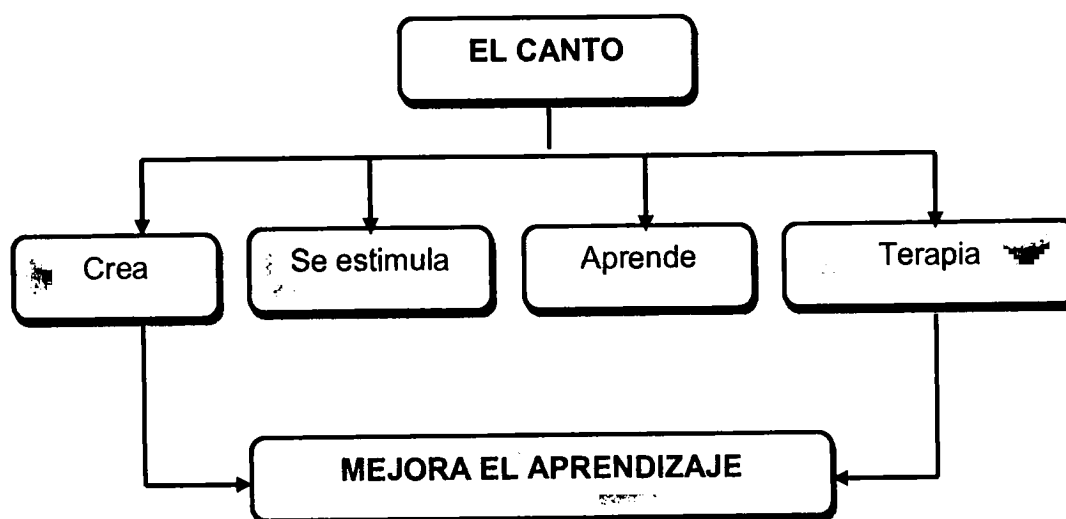 EL CANTO
Crea
Se estimula
Aprende
Terapia
MEJORA EL APRENDIZAJE